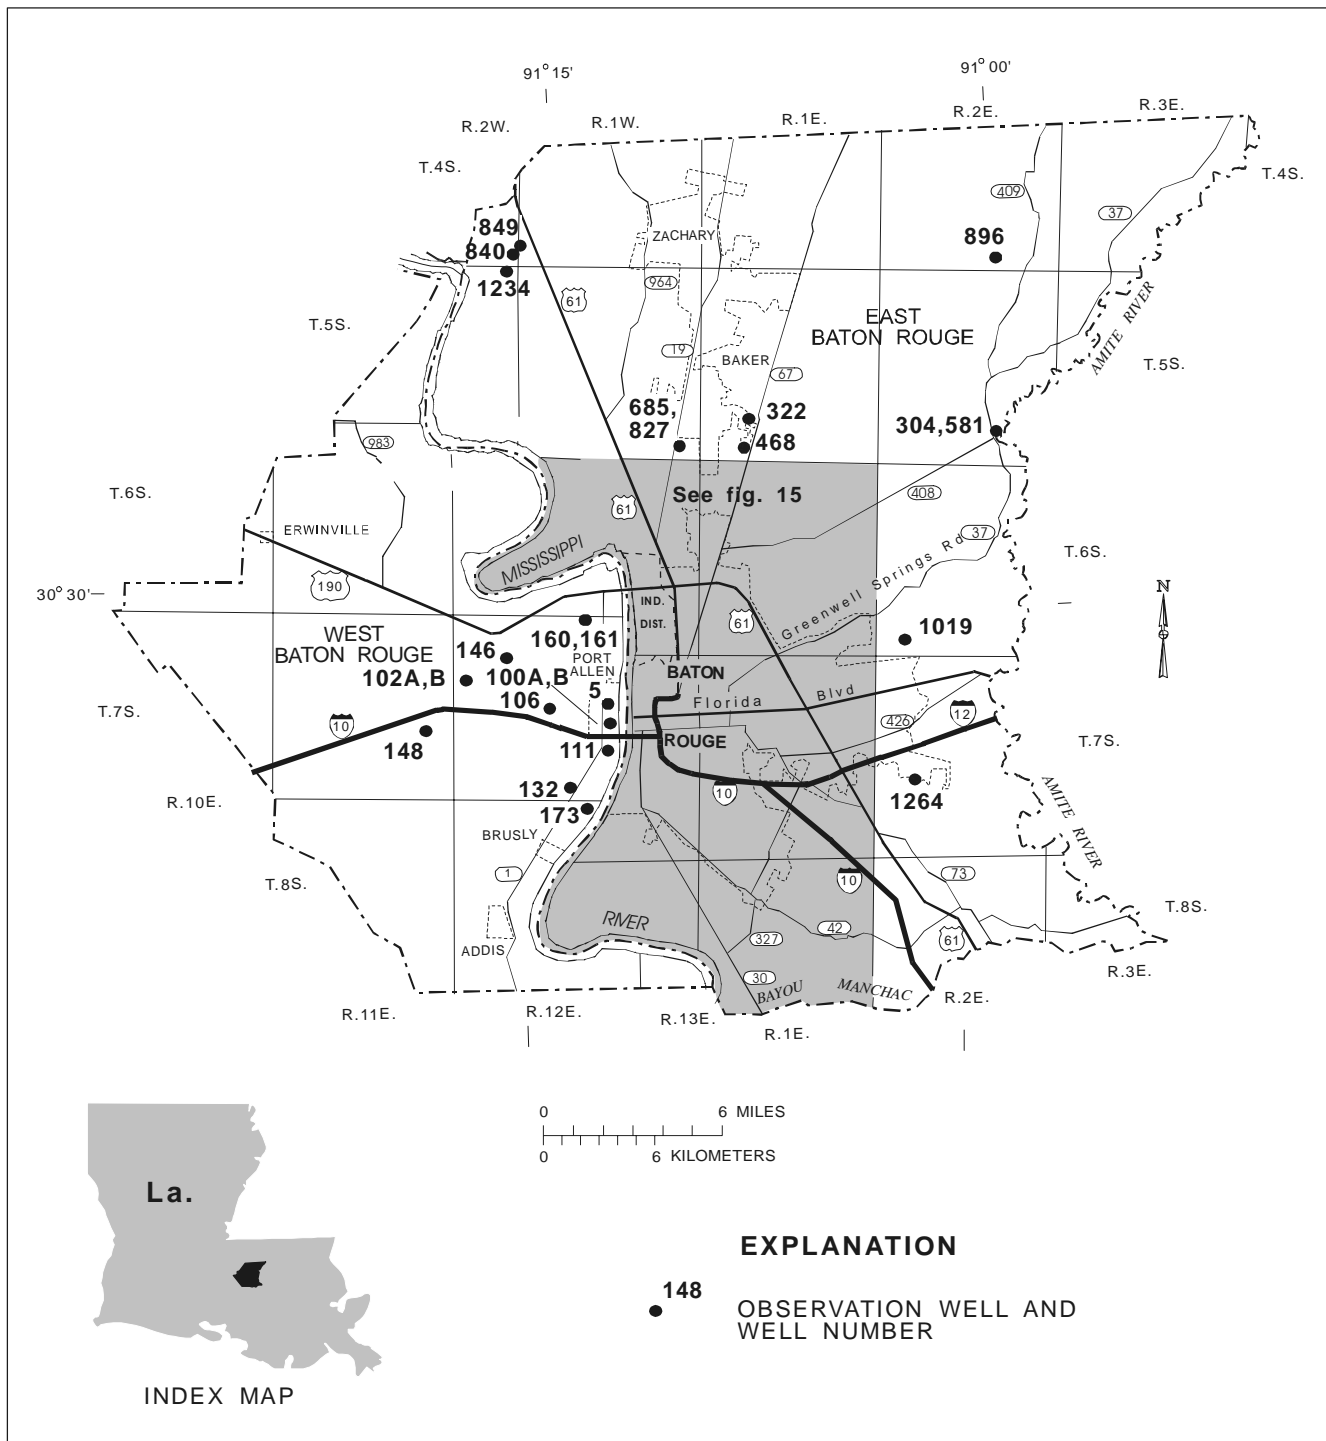 91° 15'
91° 00'
R.2W.
R.1W.
R.1E.
R.2E.
R.3E.
T.4S.
T.4S.
409
37
849
ZACHARY
896
840
1234
964
61
EAST
BATON ROUGE
AMITE RIVER
T.5S.
19
BAKER
67
T.5S.
685,
827
322
304,581
468
983
T.6S.
See fig. 15
408
61
ERWINVILLE
37
MISSISSIPPI
T.6S.
190
30° 30'
IND.
DIST.
61
Greenwell Springs Rd
N
WEST
BATON ROUGE
160,161
1019
146
PORT
ALLEN
BATON
102A,B
100A,B
5
106
Florida Blvd
T.7S.
10
426
12
148
111
ROUGE
T.7S.
132
10
1264
R.10E.
173
AMITE RIVER
BRUSLY
T.8S.
1
10
73
T.8S.
RIVER
42
ADDIS
327
61
30
R.3E.
BAYOU MANCHAC
R.2E.
R.11E.
R.12E.
R.13E.
R.1E.
0 6 MILES
0 6 KILOMETERS
La.
INDEX MAP
EXPLANATION
148
OBSERVATION WELL AND
WELL NUMBER